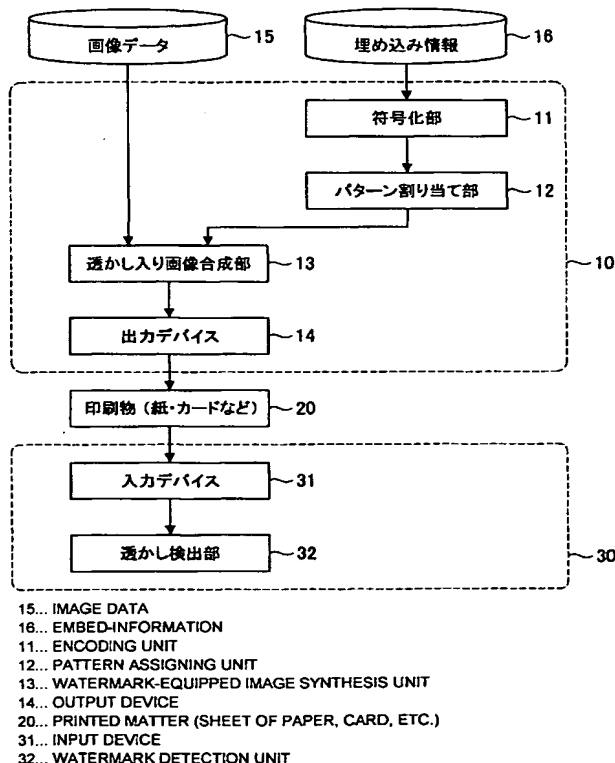 画像データ 15
埋め込み情報 16
符号化部 11
パターン割り当て部 12
透かし入り画像合成部 13
10
出力デバイス 14
印刷物（紙・カードなど） 20
入力デバイス 31
透かし検出部 32
30
15... IMAGE DATA
16... EMBED-INFORMATION
11... ENCODING UNIT
12... PATTERN ASSIGNING UNIT
13... WATERMARK-EQUIPPED IMAGE SYNTHESIS UNIT
14... OUTPUT DEVICE
20... PRINTED MATTER (SHEET OF PAPER, CARD, ETC.)
31... INPUT DEVICE
32... WATERMARK DETECTION UNIT